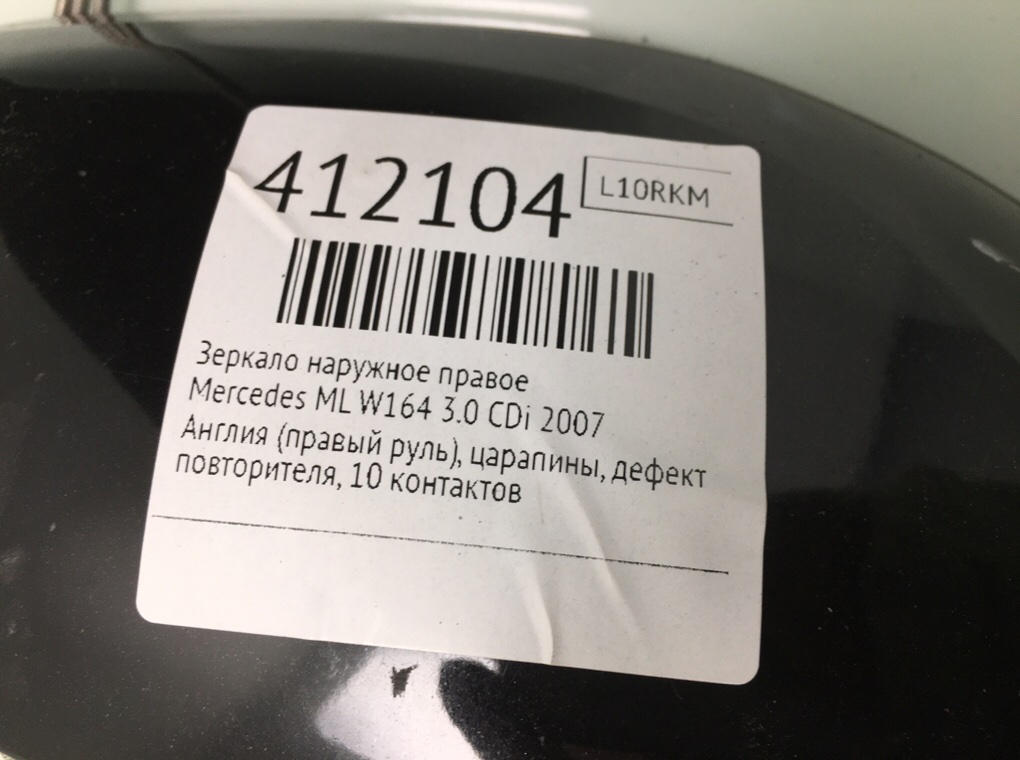 412104
L10RKM
Зеркало наружное правое
Mercedes ML W164 3.0 CDi 2007
Англия (правый руль), царапины, дефект
повторителя, 10 контактов